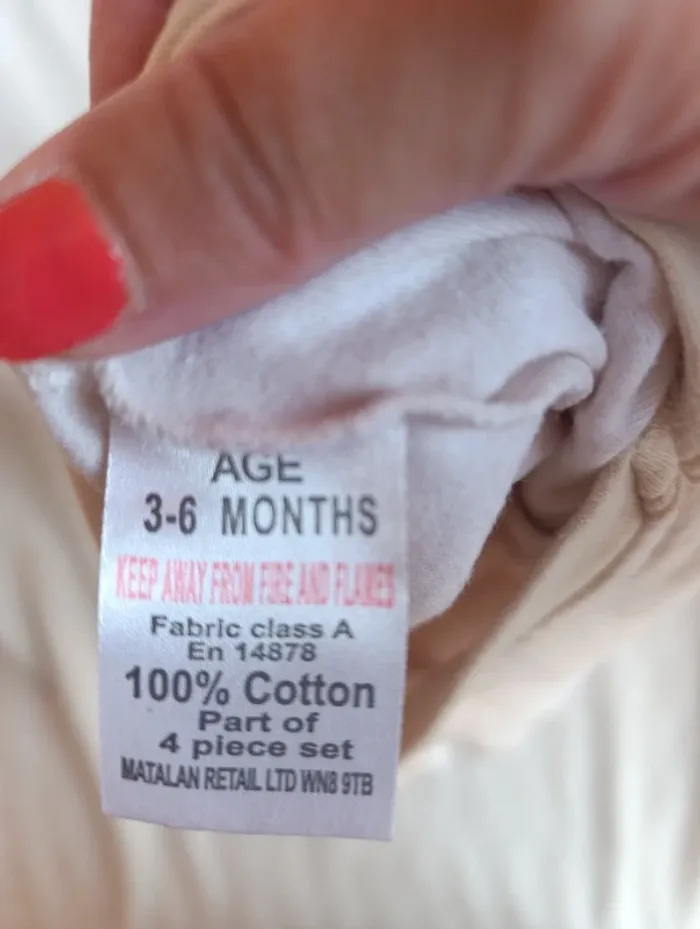 AGE
3-6 MONTHS
KEEP AWAY FROM FIRE AND FLAMES
Fabric class A
En 14878
100% Cotton
Part of
4 piece set
MATALAN RETAIL LTD WN8 9TB